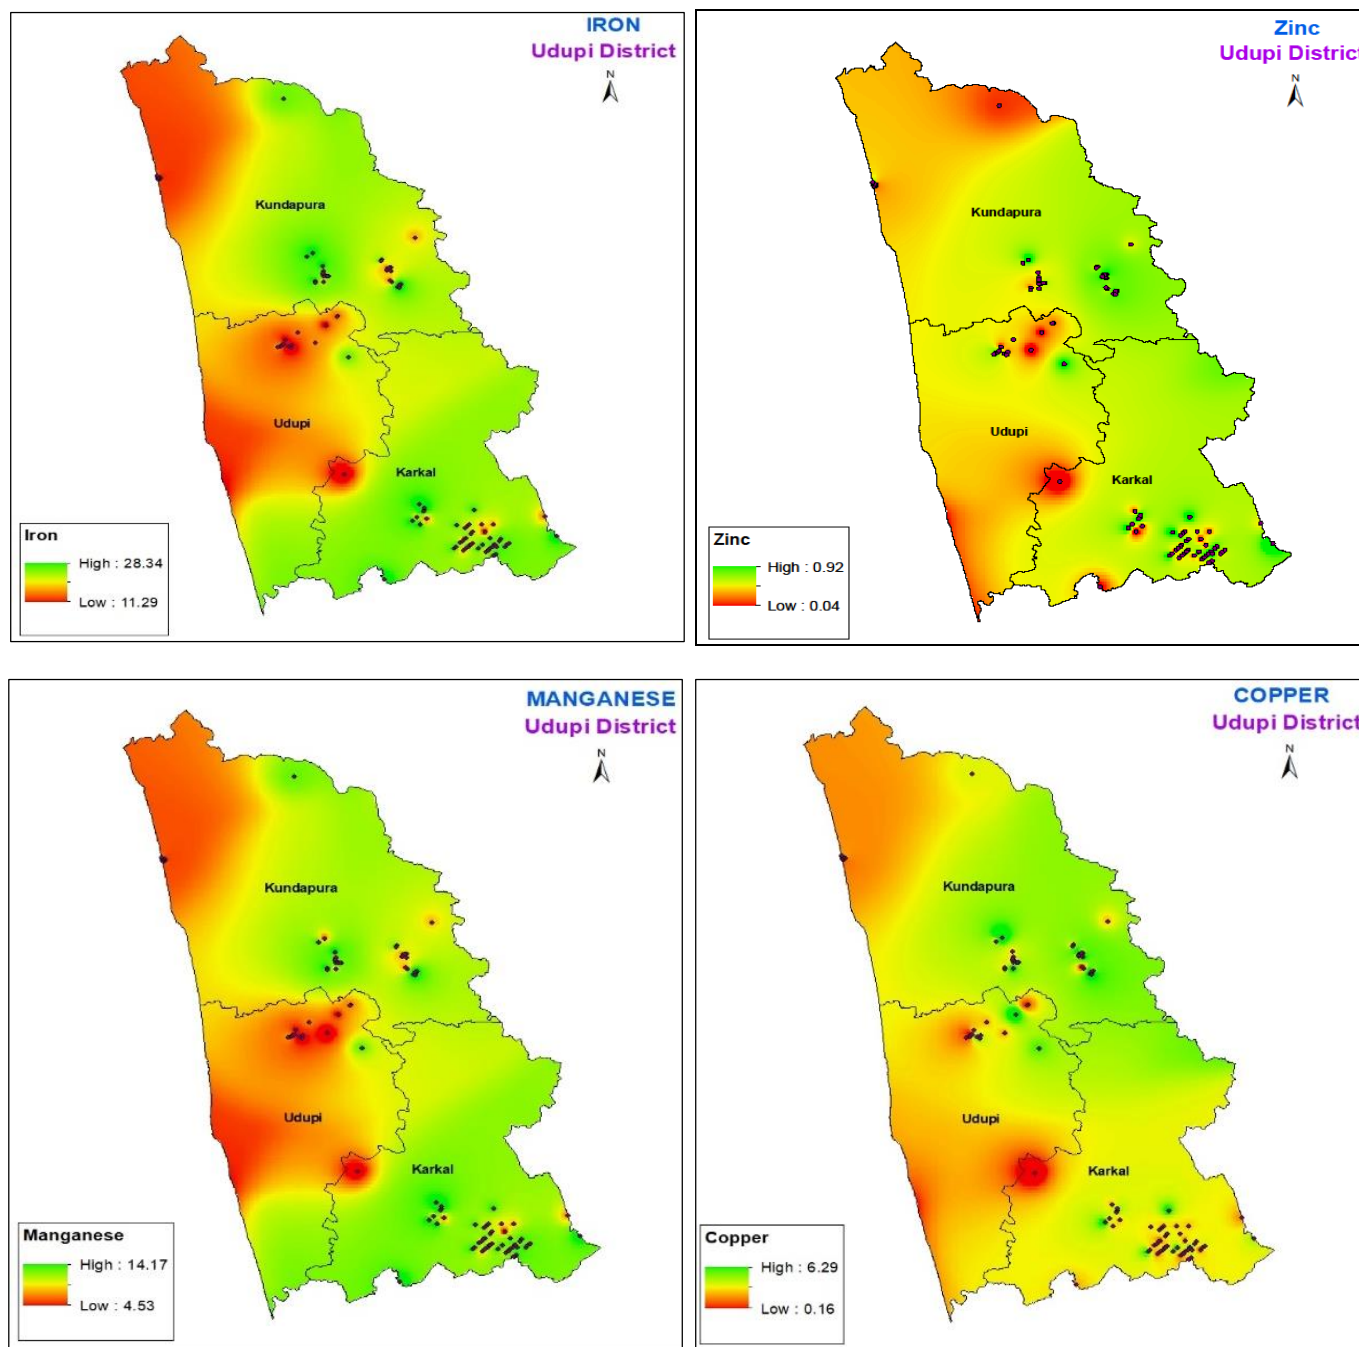 IRON
Udupi District
N
Kundapura
Udupi
Karkal
Iron
High : 28.34
Low : 11.29
Zinc
Udupi District
N
Kundapura
Udupi
Karkal
Zinc
High : 0.92
Low : 0.04
MANGANESE
Udupi District
N
Kundapura
Udupi
Karkal
Manganese
High : 14.17
Low : 4.53
COPPER
Udupi District
N
Kundapura
Udupi
Karkal
Copper
High : 6.29
Low : 0.16